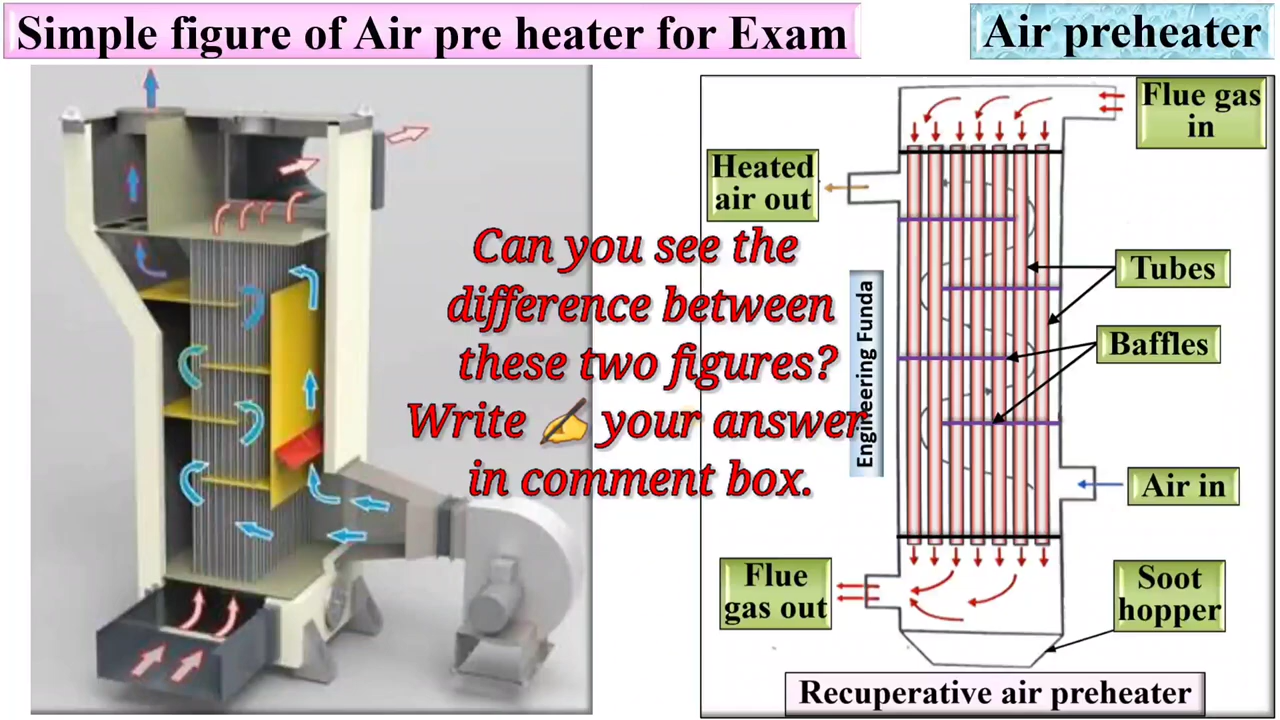 Simple figure of Air pre heater for Exam
Air preheater
Can you see the
difference between
these two figures?
Write ✍ your answer
in comment box.
Flue gas
in
Heated
air out
Tubes
Baffles
Engineering Funda
Air in
Flue
gas out
Soot
hopper
Recuperative air preheater